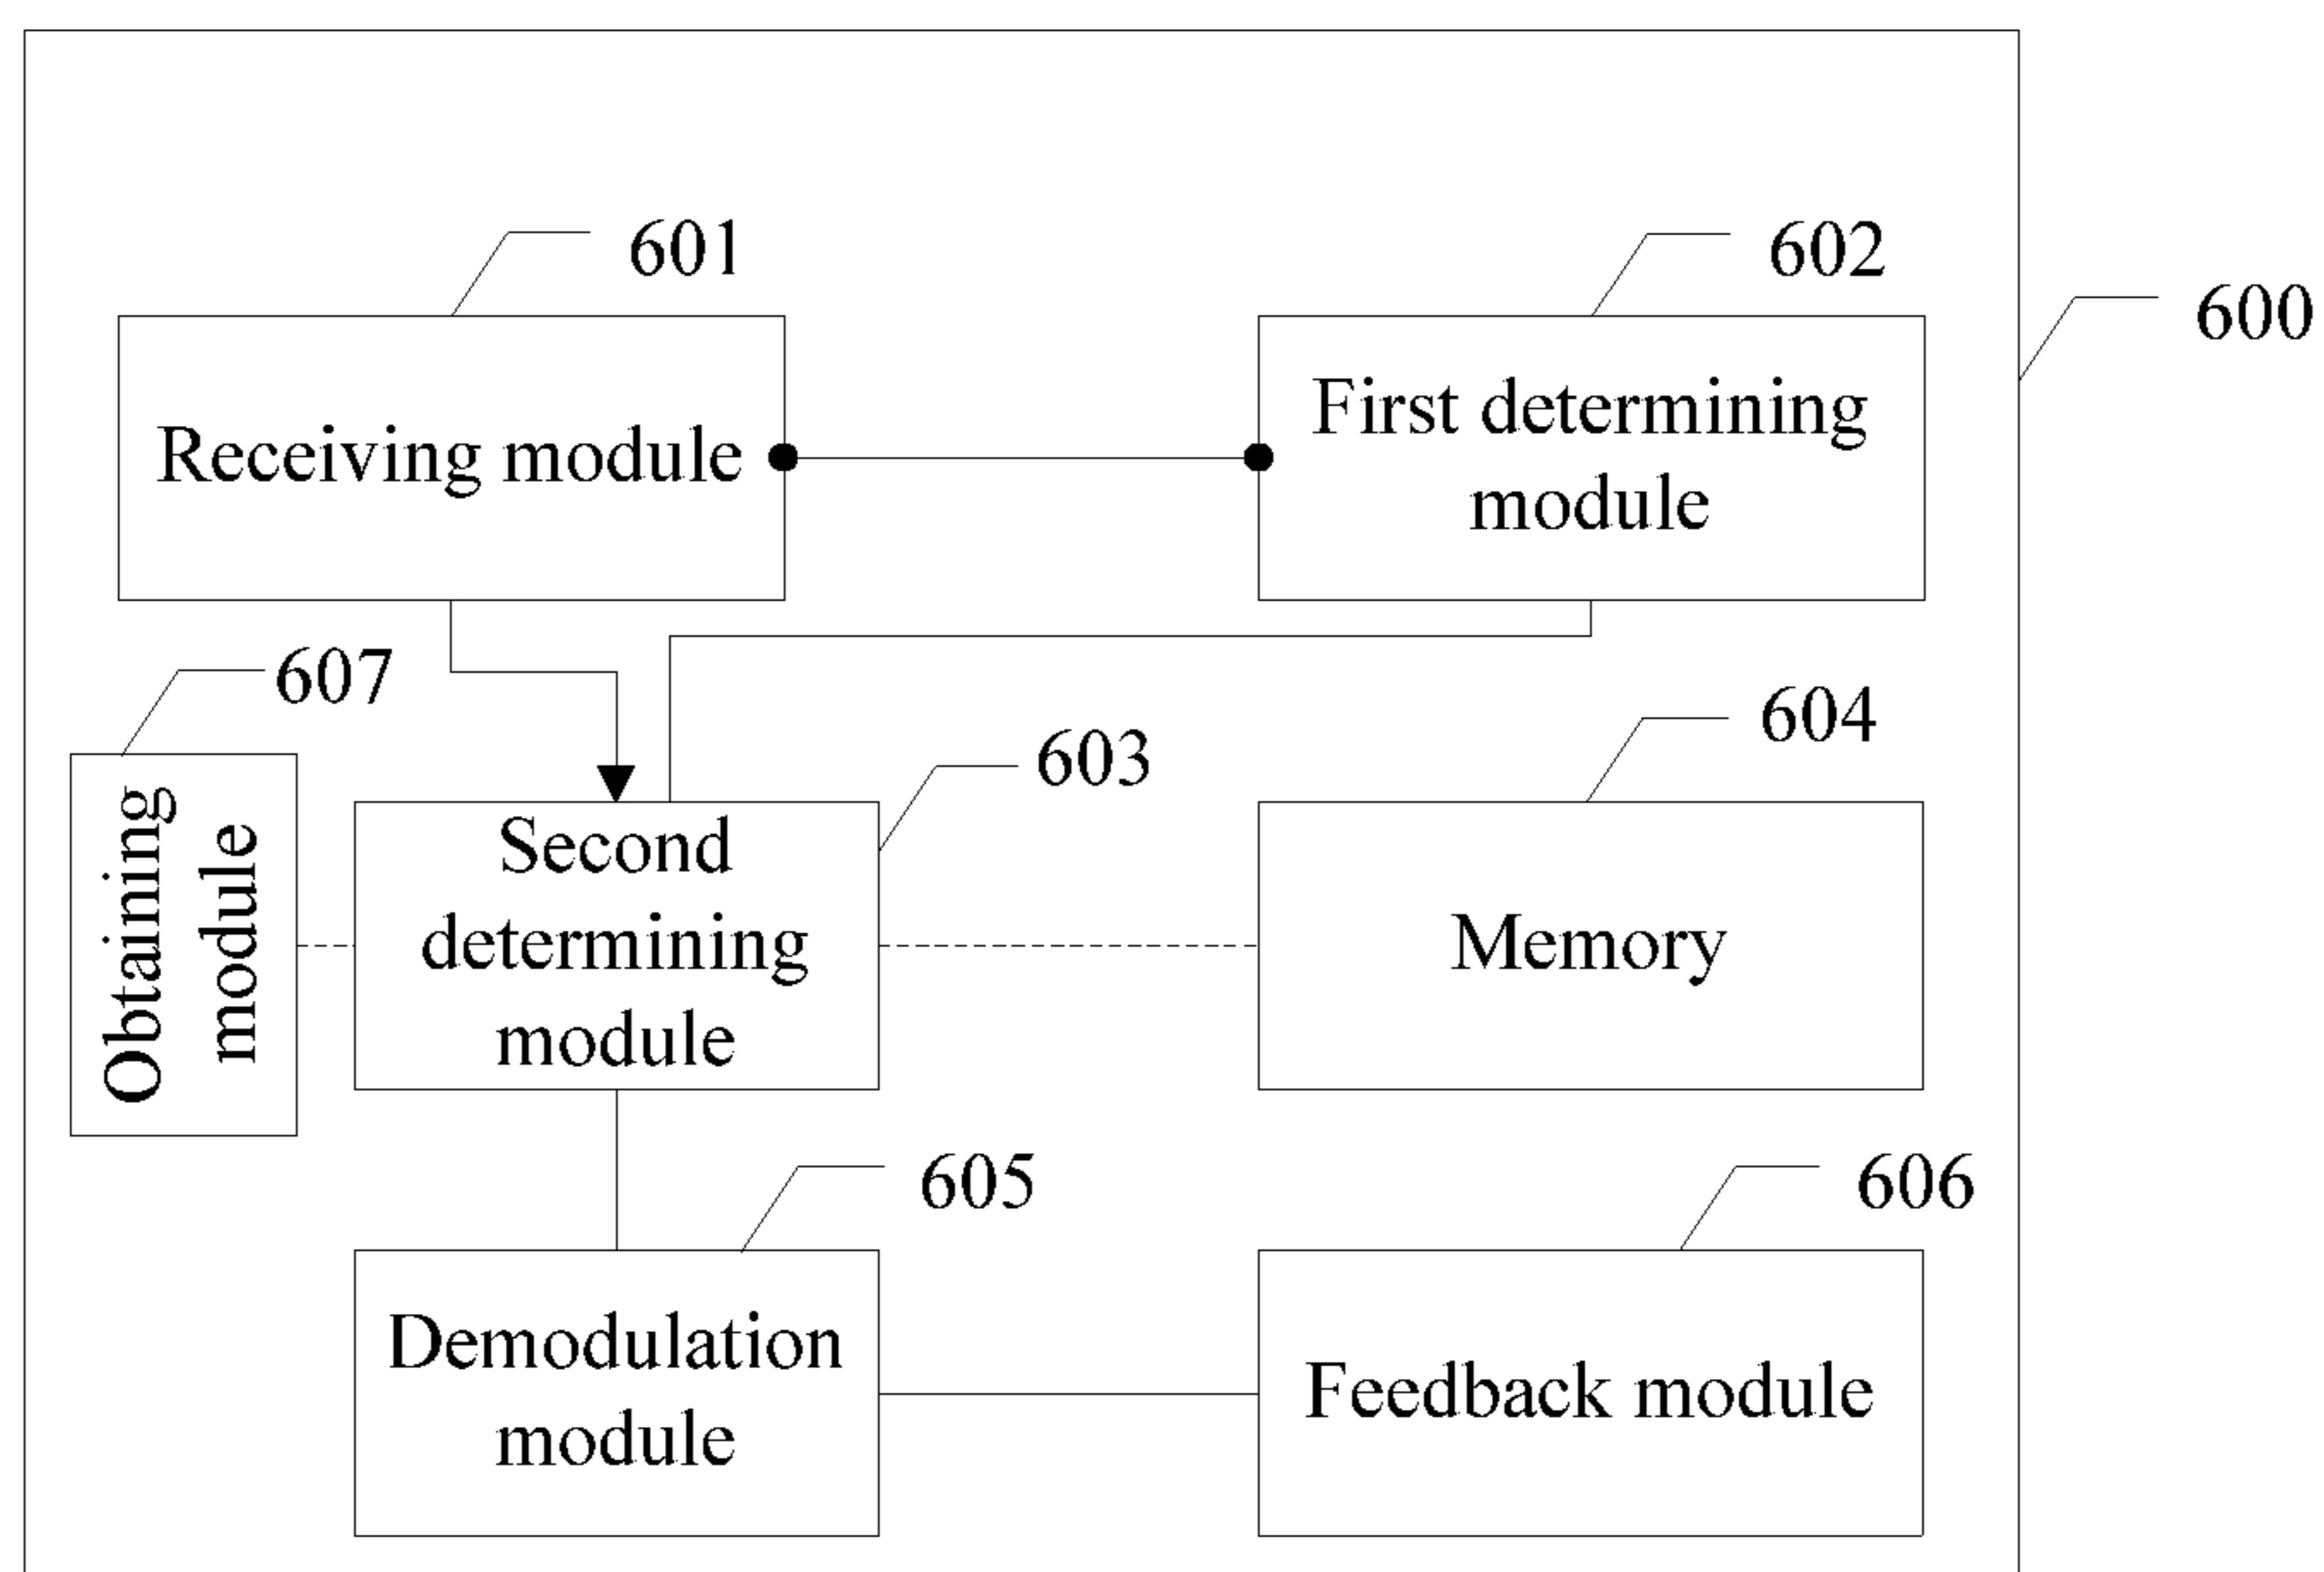 601
602
600
Receiving module
First determining
module
607
603
604
Obtaining
module
Second
determining
module
Memory
605
606
Demodulation
module
Feedback module